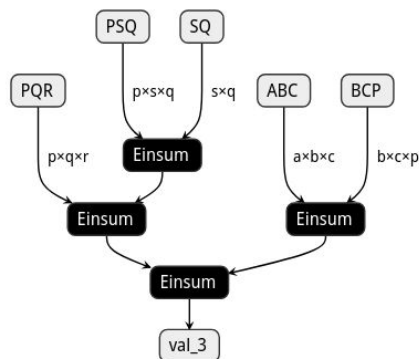 PSQ SQ
PQR p×s×q s×q ABC BCP
Einsum
p×q×r a×b×c b×c×p
Einsum Einsum
Einsum
val_3